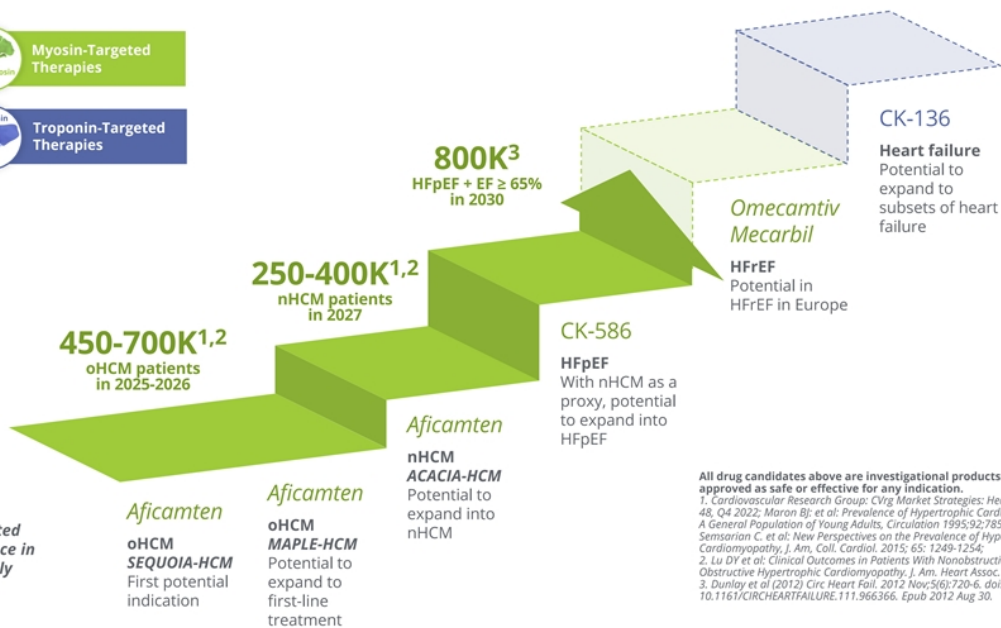 Myosin-Targeted
Therapies
Troponin-Targeted
Therapies
450-700K1,2
oHCM patients
in 2025-2026
250-400K1,2
nHCM patients
in 2027
800K3
HFpEF + EF ≥ 65%
in 2030
Aficamten
oHCM
SEQUOIA-HCM
First potential
indication
Aficamten
oHCM
MAPLE-HCM
Potential to
expand to
first-line
treatment
Aficamten
nHCM
ACACIA-HCM
Potential to
expand into
nHCM
CK-586
HFpEF
With nHCM as a
proxy, potential
to expand into
HFpEF
Omecamtiv
Mecarbil
HFrEF
Potential in
HFrEF in Europe
CK-136
Heart failure
Potential to
expand to
subsets of heart
failure
All drug candidates above are investigational products
approved as safe or effective for any indication.
1. Cardiovascular Research Group: CVrg Market Strategies:
48, Q4 2022; Maron BJ: et al: Prevalence of Hypertrophic
A General Population of Young Adults, Circulation 1995;92;785
Semsarian C. et al: New Perspectives on the Prevalence of
Cardiomyopathy, J. Am, Coll. Cardiol. 2015; 65: 1249-1254;
2. Lu DY et al: Clinical Outcomes in Patients With
Obstructive Hypertrophic Cardiomyopathy. J. Am. Heart Assoc.
3. Dunlay et al (2012) Circ Heart Fail. 2012 Nov;5(6):720-6. doi
10.1161/CIRCHEARTFAILURE.111.966366. Epub 2012 Aug 30.